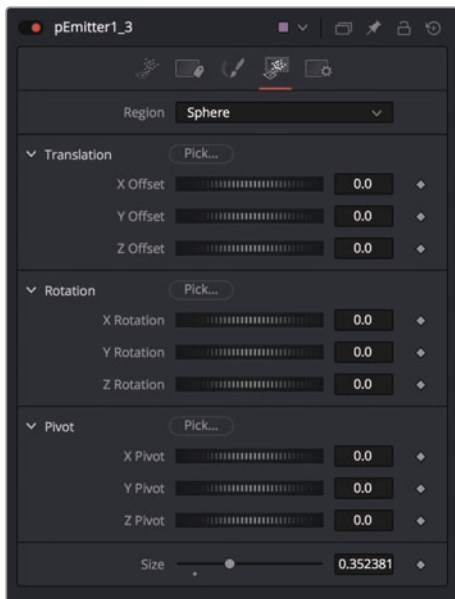 pEmitter1_3
Region Sphere
Translation Pick...
X Offset 0.0
Y Offset 0.0
Z Offset 0.0
Rotation Pick...
X Rotation 0.0
Y Rotation 0.0
Z Rotation 0.0
Pivot Pick...
X Pivot 0.0
Y Pivot 0.0
Z Pivot 0.0
Size 0.352381